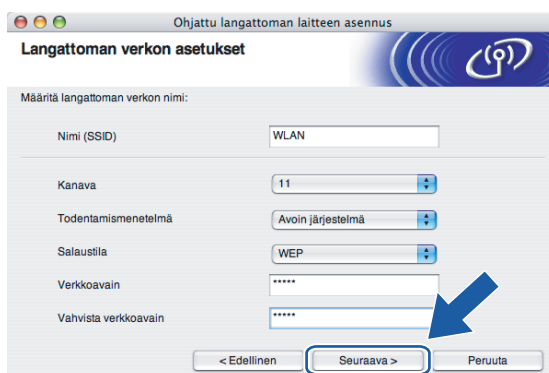 Ohjattu langattoman laitteen asennus
Langattoman verkon asetukset
Määritä langattoman verkon nimi:
Nimi (SSID) WLAN
Kanava 11
Todentamismenetelmä Avoin järjestelmä
Salaustila WEP
Verkkoavain *****
Vahvista verkkoavain *****
< Edellinen Seuraava > Peruuta